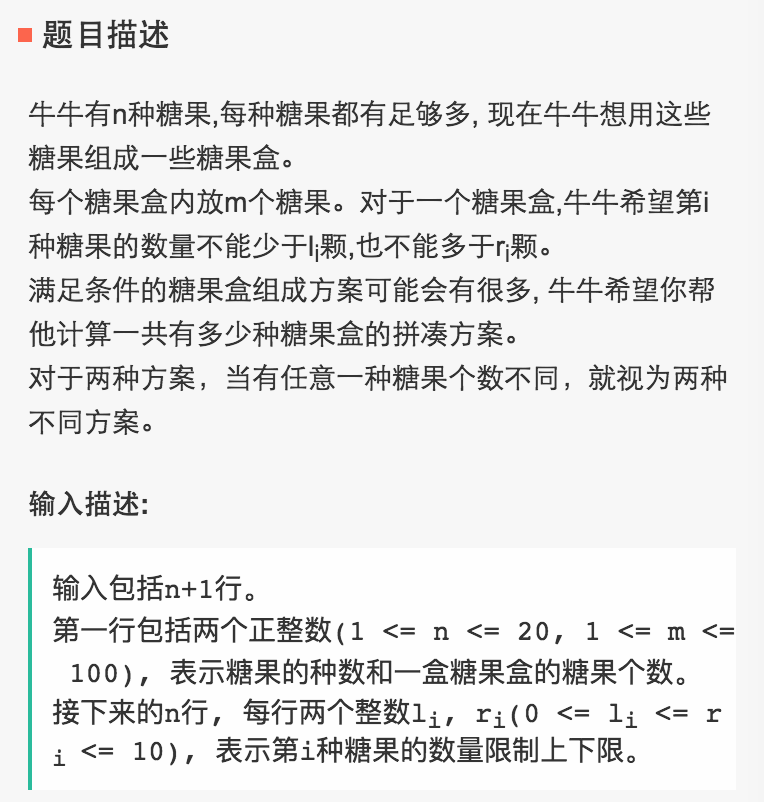 题目描述
牛牛有n种糖果,每种糖果都有足够多, 现在牛牛想用这些
糖果组成一些糖果盒。
每个糖果盒内放m个糖果。对于一个糖果盒,牛牛希望第i
种糖果的数量不能少于li颗,也不能多于ri颗。
满足条件的糖果盒组成方案可能会有很多, 牛牛希望你帮
他计算一共有多少种糖果盒的拼凑方案。
对于两种方案，当有任意一种糖果个数不同，就视为两种
不同方案。
输入描述:
输入包括n+1行。
第一行包括两个正整数(1 <= n <= 20, 1 <= m <=
100), 表示糖果的种数和一盒糖果盒的糖果个数。
接下来的n行, 每行两个整数li, ri(0 <= li <= r
i <= 10), 表示第i种糖果的数量限制上下限。